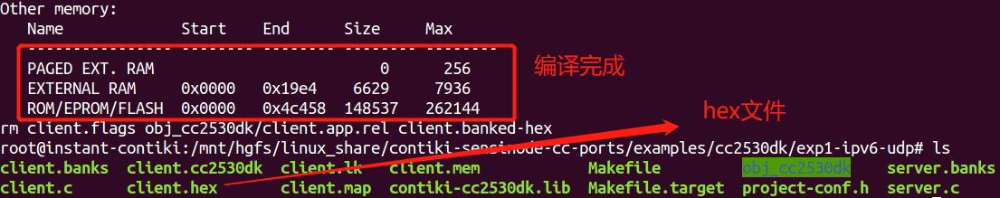 Other memory:
Name Start End Size Max
---------------- -------- -------- -------- --------
PAGED EXT. RAM 0 256
EXTERNAL RAM 0x0000 0x19e4 6629 7936
ROM/EPROM/FLASH 0x0000 0x4c458 148537 262144
编译完成
hex文件
rm client.flags obj_cc2530dk/client.app.rel client.banked-hex
root@instant-contiki:/mnt/hgfs/linux_share/contiki-sensinode-cc-ports/examples/cc2530dk/exp1-ipv6-udp# ls
client.banks client.cc2530dk client.lk client.mem Makefile obj_cc2530dk server.banks
client.c client.hex client.map contiki-cc2530dk.lib Makefile.target project-conf.h server.c